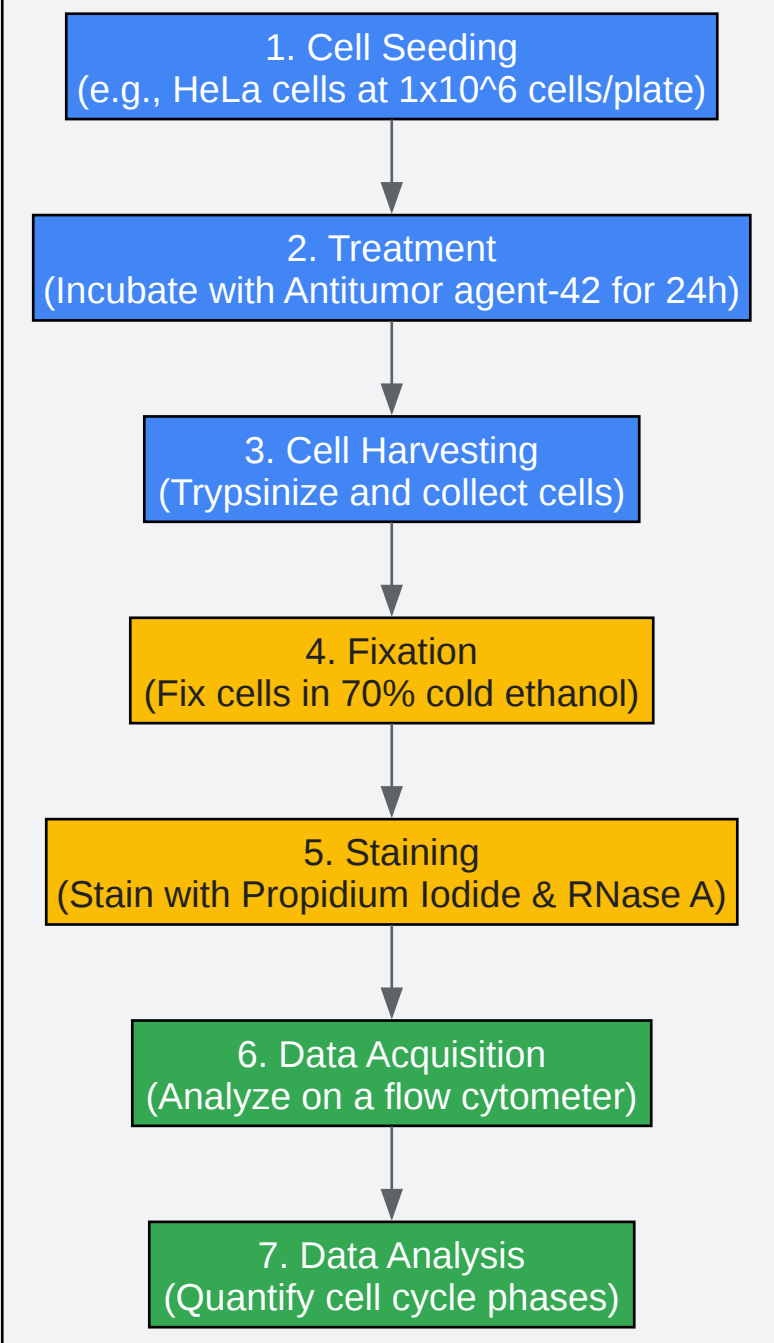 1. Cell Seeding
(e.g., HeLa cells at 1x10^6 cells/plate)
2. Treatment
(Incubate with Antitumor agent-42 for 24h)
3. Cell Harvesting
(Trypsinize and collect cells)
4. Fixation
(Fix cells in 70% cold ethanol)
5. Staining
(Stain with Propidium Iodide & RNase A)
6. Data Acquisition
(Analyze on a flow cytometer)
7. Data Analysis
(Quantify cell cycle phases)